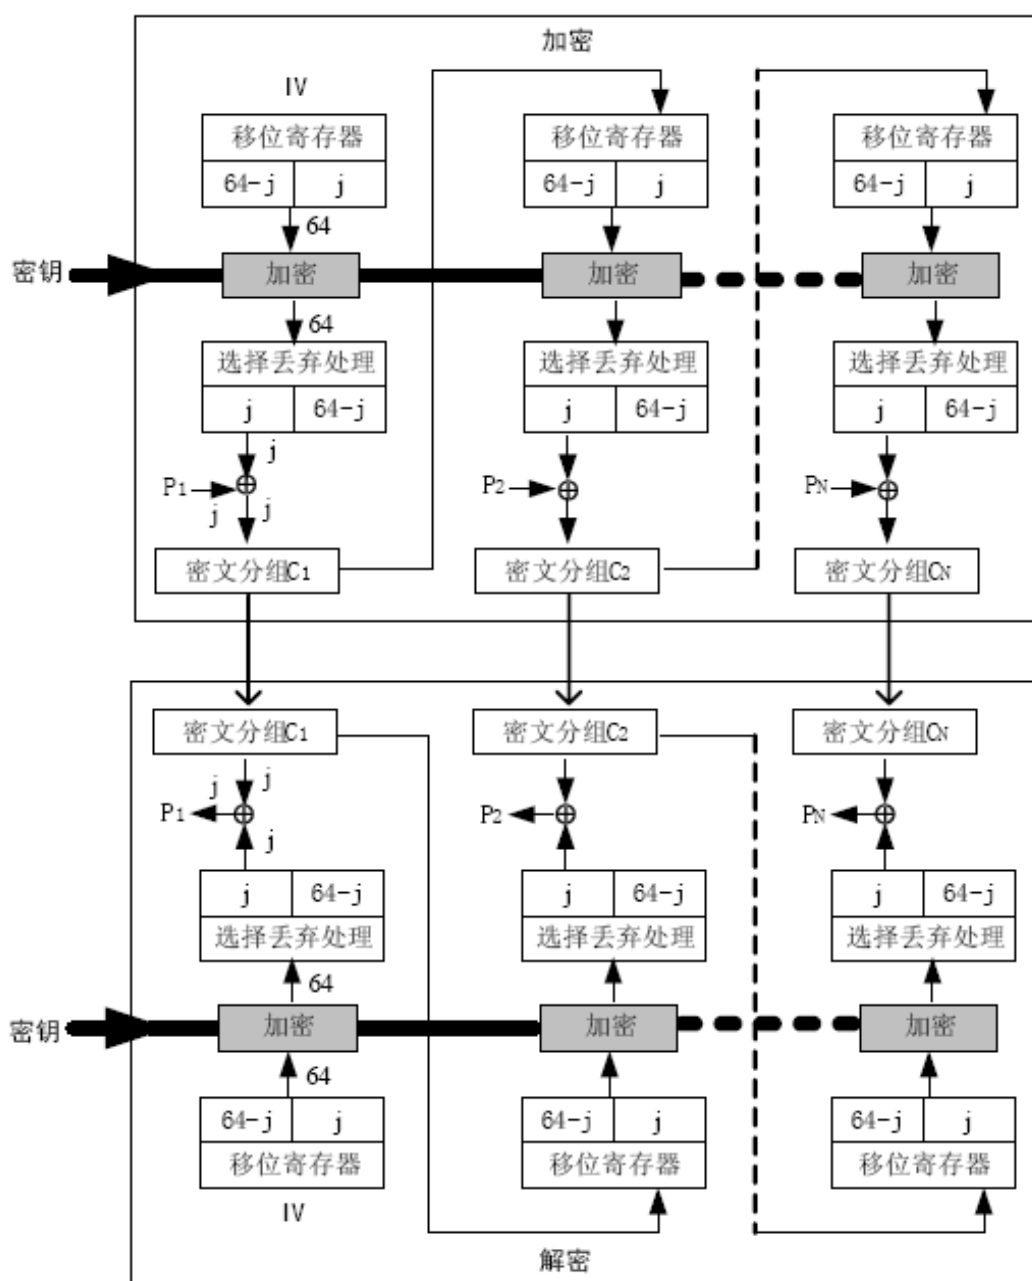 加密
IV
移位寄存器 移位寄存器 移位寄存器
64-j j 64-j j 64-j j
64
密钥 加密 加密 加密
64
选择丢弃处理 选择丢弃处理 选择丢弃处理
j 64-j j 64-j j 64-j
j
P1 P2 PN
j j
密文分组C1 密文分组C2 密文分组CN
密文分组C1 密文分组C2 密文分组CN
j j
P1 P2 PN
j
j 64-j j 64-j j 64-j
选择丢弃处理 选择丢弃处理 选择丢弃处理
64
密钥 加密 加密 加密
64
64-j j 64-j j 64-j j
移位寄存器 移位寄存器 移位寄存器
IV
解密